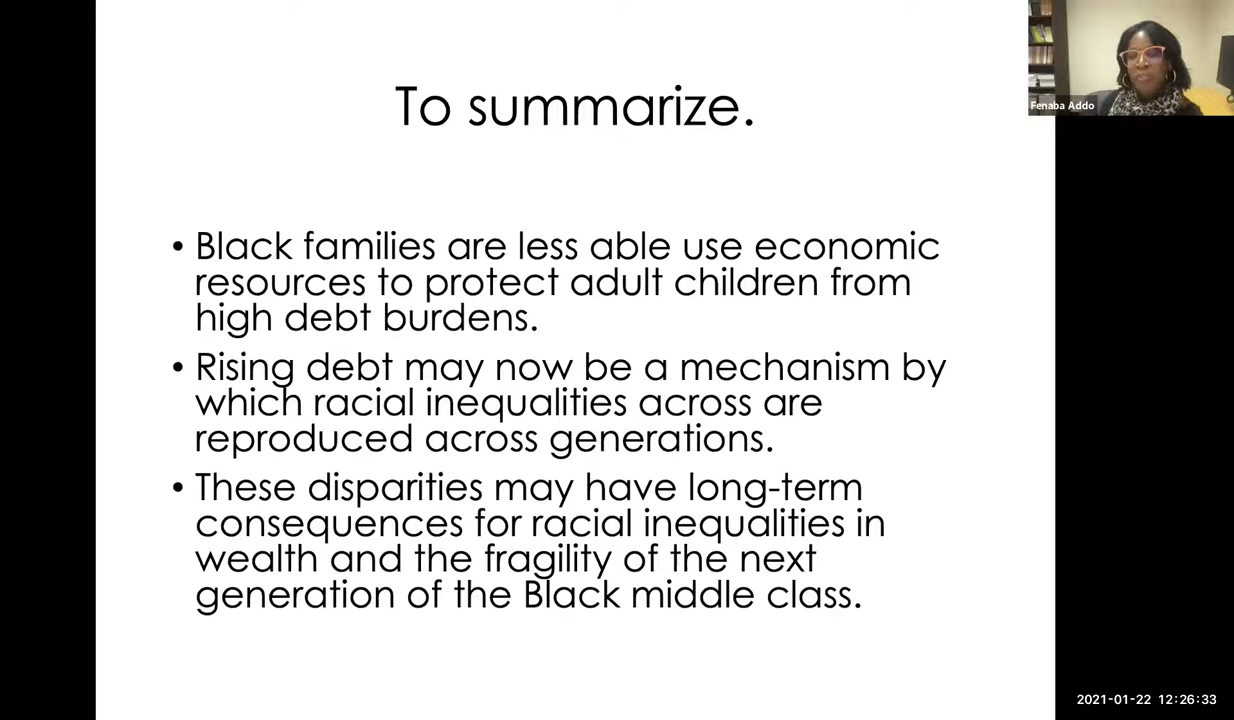 To summarize.
Fenaba Addo
• Black families are less able use economic
resources to protect adult children from
high debt burdens.
• Rising debt may now be a mechanism by
which racial inequalities across are
reproduced across generations.
• These disparities may have long-term
consequences for racial inequalities in
wealth and the fragility of the next
generation of the Black middle class.
2021-01-22 12:26:33